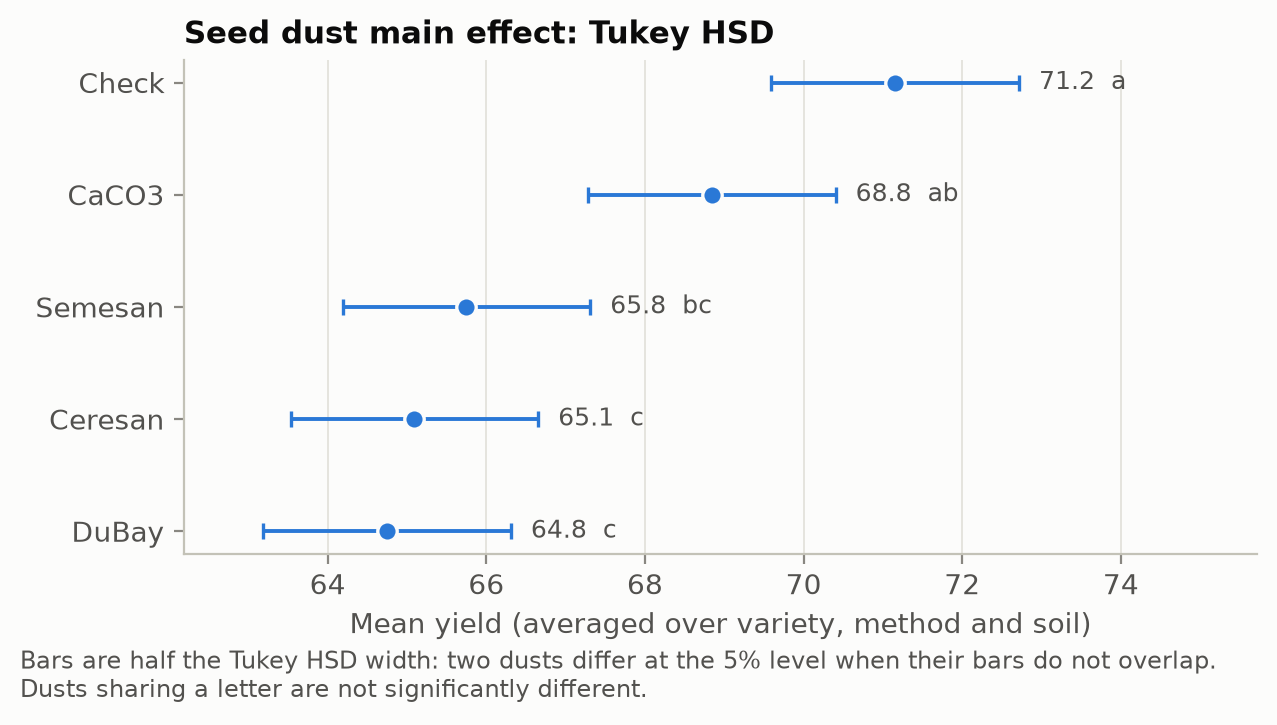 Seed dust main effect: Tukey HSD
Check
71.2 a
CaCO3
68.8 ab
Semesan
65.8 bc
Ceresan
65.1 c
DuBay
64.8 c
64 66 68 70 72 74
Mean yield (averaged over variety, method and soil)
Bars are half the Tukey HSD width: two dusts differ at the 5% level when their bars do not overlap.
Dusts sharing a letter are not significantly different.